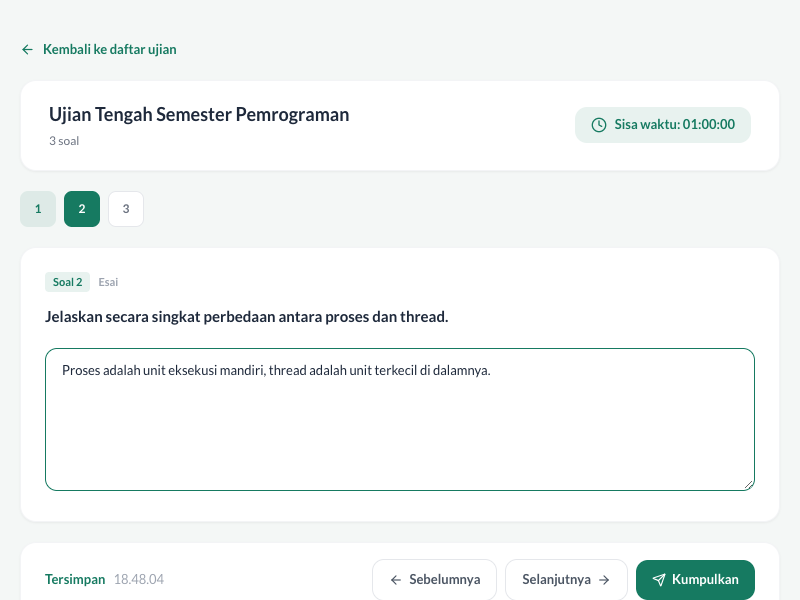 Kembali ke daftar ujian
Ujian Tengah Semester Pemrograman
3 soal
Sisa waktu: 01:00:00
1 2 3
Soal 2 Esai
Jelaskan secara singkat perbedaan antara proses dan thread.
Proses adalah unit eksekusi mandiri, thread adalah unit terkecil di dalamnya.
Tersimpan 18.48.04 Sebelumnya Selanjutnya Kumpulkan